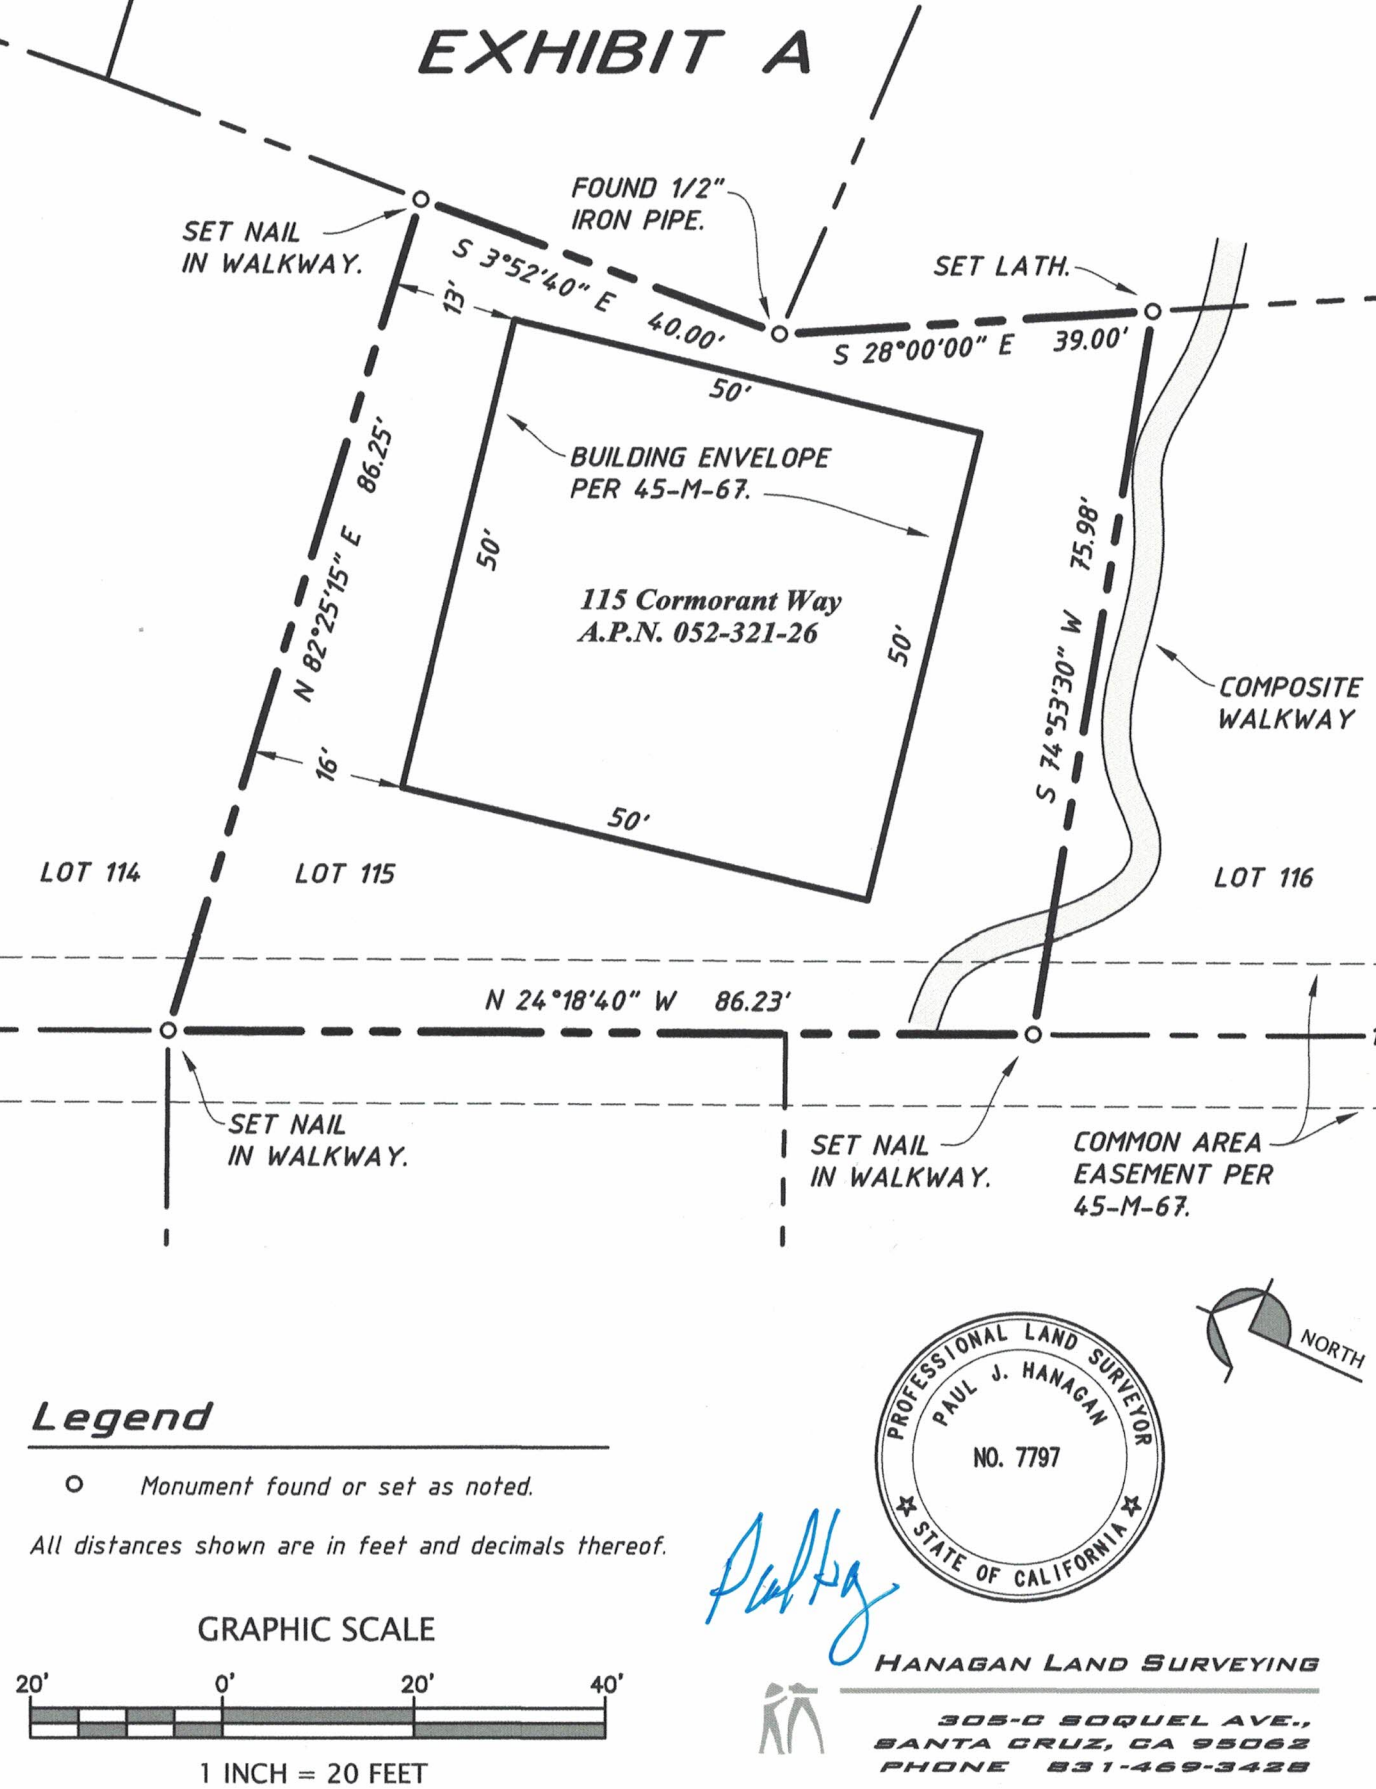 EXHIBIT A
FOUND 1/2"
IRON PIPE.
SET NAIL
IN WALKWAY.
SET LATH.
S 3°52'40" E
40.00'
13'
S 28°00'00" E 39.00'
50'
BUILDING ENVELOPE
PER 45-M-67.
N 82°25'15" E 86.25'
50'
115 Cormorant Way
A.P.N. 052-321-26
50'
S 74°53'30" W 75.98'
COMPOSITE
WALKWAY
16'
50'
LOT 114
LOT 115
LOT 116
N 24°18'40" W 86.23'
SET NAIL
IN WALKWAY.
SET NAIL
IN WALKWAY.
COMMON AREA
EASEMENT PER
45-M-67.
NORTH
PROFESSIONAL LAND SURVEYOR
PAUL J. HANAGAN
NO. 7797
STATE OF CALIFORNIA
Legend
Monument found or set as noted.
All distances shown are in feet and decimals thereof.
GRAPHIC SCALE
20' 0' 20' 40'
1 INCH = 20 FEET
HANAGAN LAND SURVEYING
305-C SOQUEL AVE.,
SANTA CRUZ, CA 95062
PHONE 831-469-3428